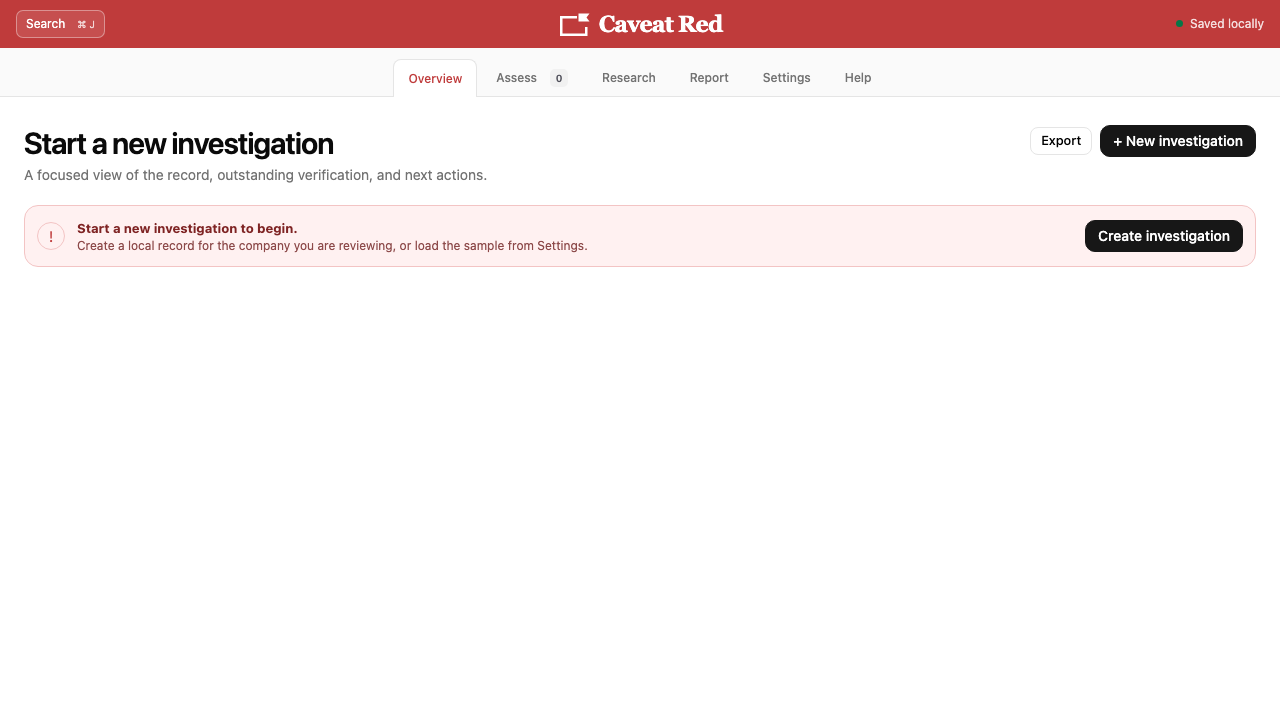 Search ⌘ J
Caveat Red
Saved locally
Overview
Assess 0
Research
Report
Settings
Help
Start a new investigation
A focused view of the record, outstanding verification, and next actions.
Export
+ New investigation
!
Start a new investigation to begin.
Create a local record for the company you are reviewing, or load the sample from Settings.
Create investigation